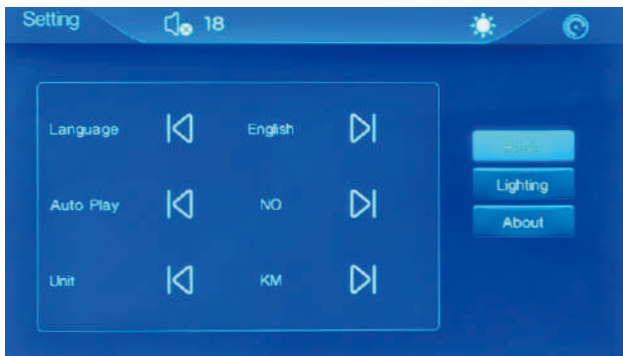 Setting 18
Language English
Auto Play NO
Unit KM
Lighting
About